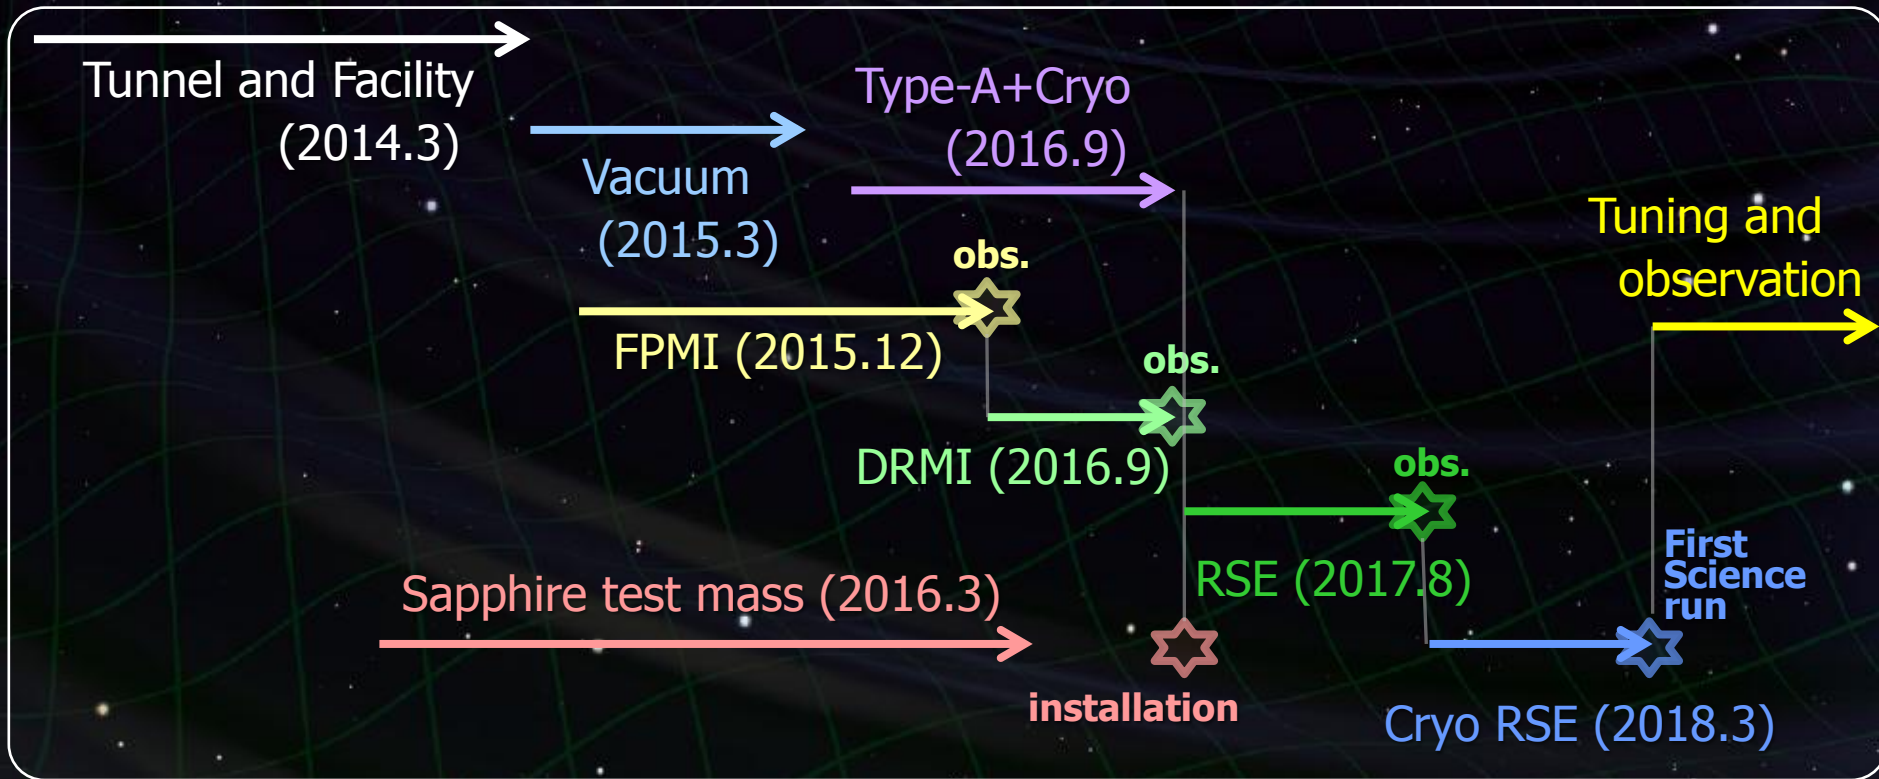 Tunnel and Facility
(2014.3)
Type-A+Cryo
(2016.9)
Vacuum
(2015.3)
obs.
FPMI (2015.12)
Tuning and
observation
obs.
DRMI (2016.9)
obs.
RSE (2017.8)
Sapphire test mass (2016.3)
installation
First
Science
run
Cryo RSE (2018.3)